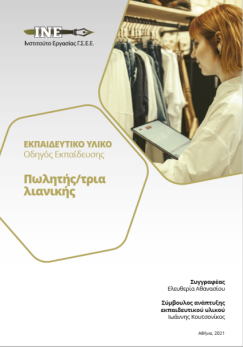 ΙΝΕ
Ινστιτούτο Εργασίας Γ.Σ.Ε.Ε.
ΕΚΠΑΙΔΕΥΤΙΚΟ ΥΛΙΚΟ
Οδηγός Εκπαίδευσης
Πωλητής/τρια
λιανικής
Συγγραφέας
Ελευθερία Αθανασίου
Σύμβουλος ανάπτυξης
εκπαιδευτικού υλικού
Ιωάννης Κουτσονίκος
Αθήνα, 2021